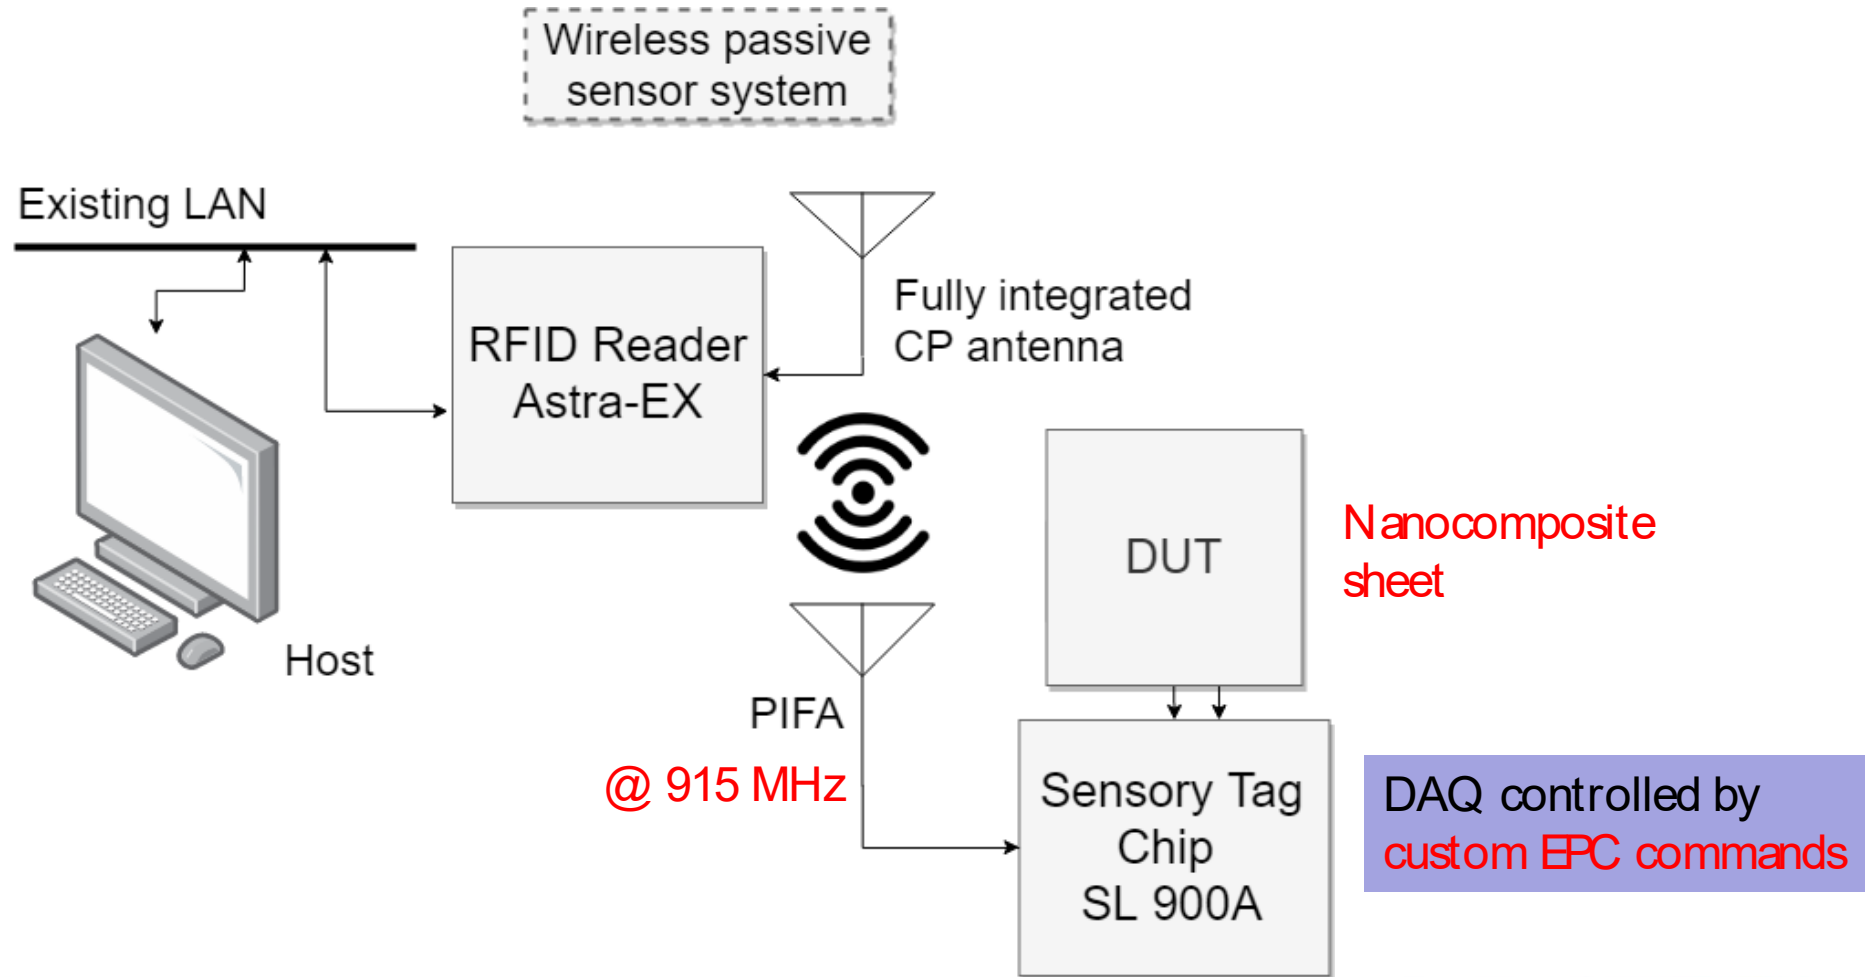 Wireless passive
sensor system
Existing LAN
RFID Reader
Astra-EX
Fully integrated
CP antenna
Host
DUT
Nanocomposite
sheet
PIFA
@ 915 MHz
Sensory Tag
Chip
SL 900A
DAQ controlled by
custom EPC commands